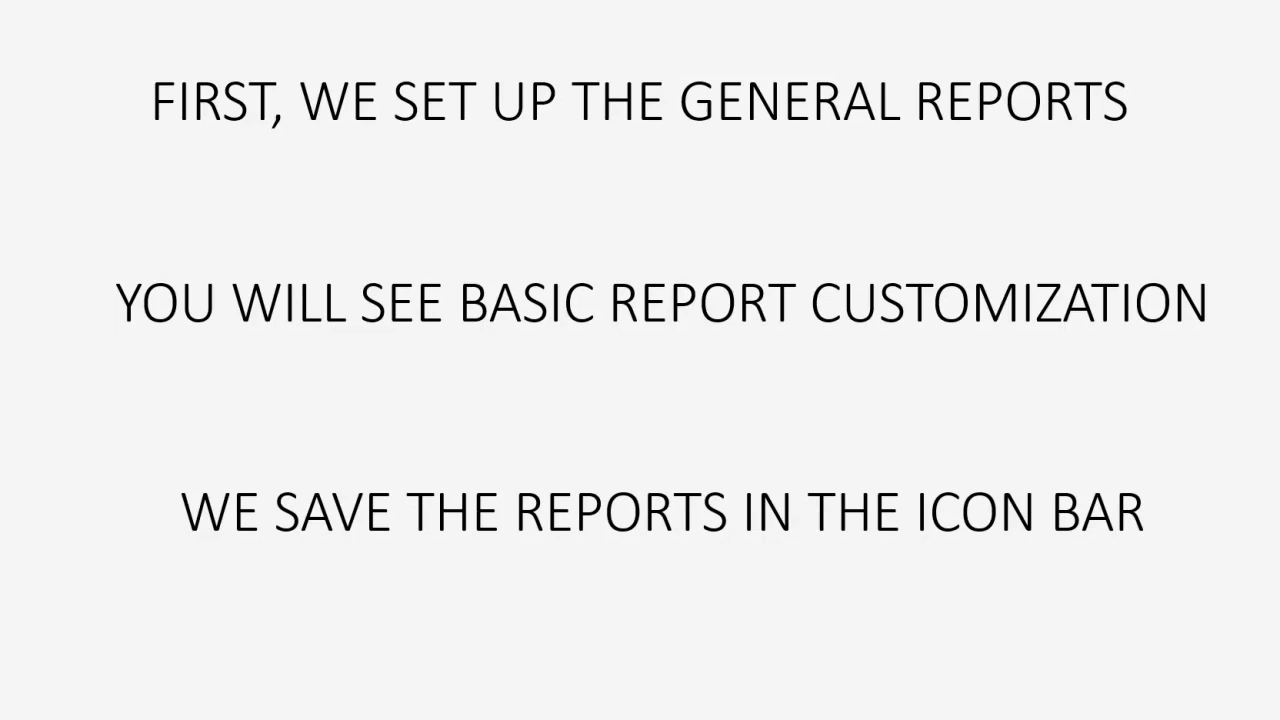 FIRST, WE SET UP THE GENERAL REPORTS
YOU WILL SEE BASIC REPORT CUSTOMIZATION
WE SAVE THE REPORTS IN THE ICON BAR